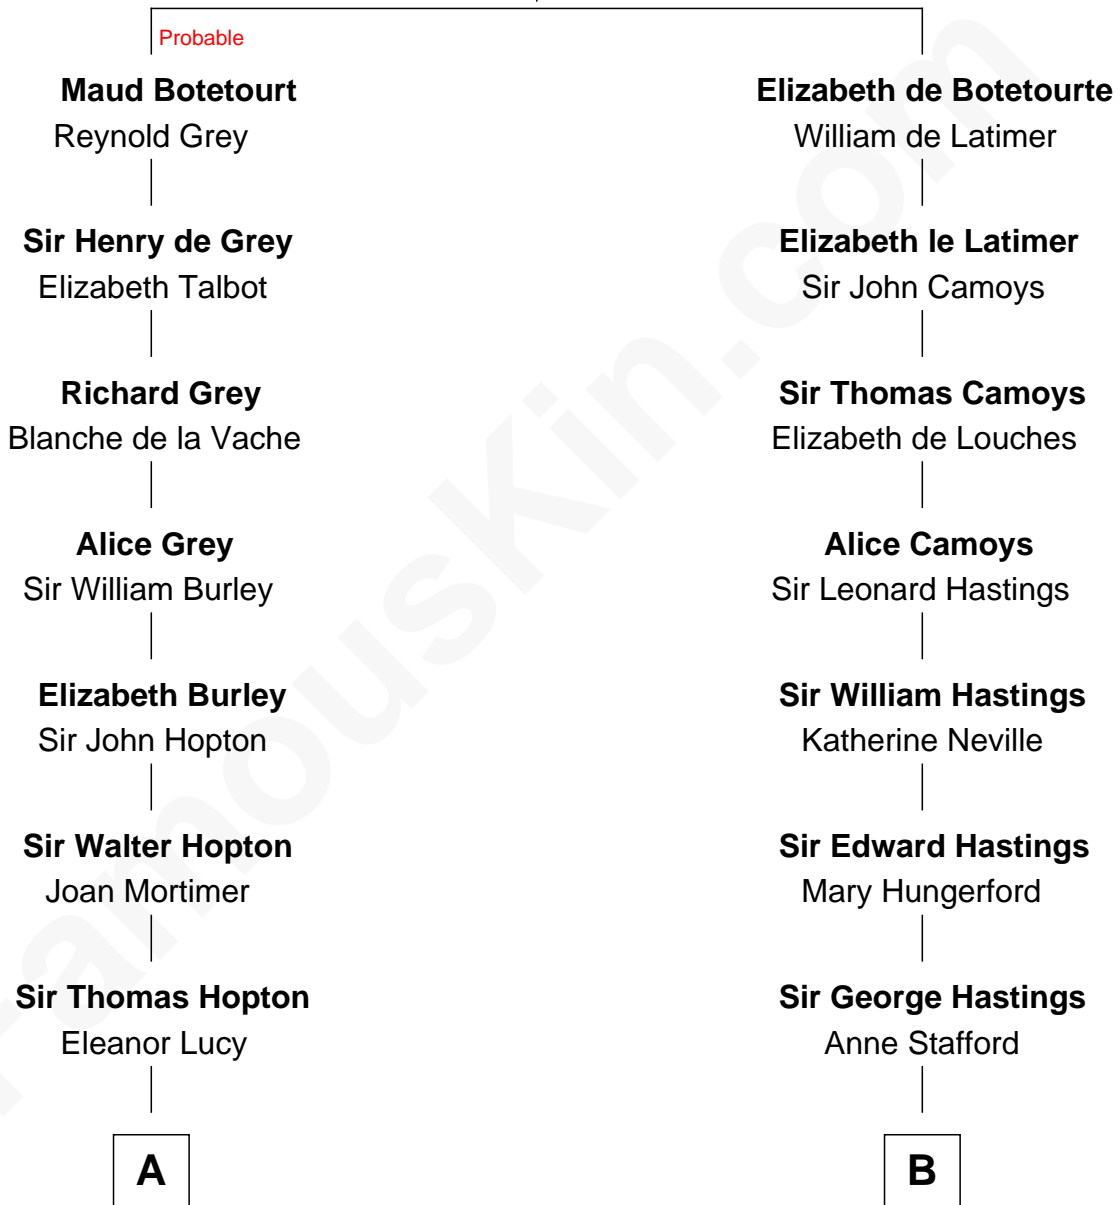 Probable
Maud Botetourt
Reynold Grey
Sir Henry de Grey
Elizabeth Talbot
Richard Grey
Blanche de la Vache
Alice Grey
Sir William Burley
Elizabeth Burley
Sir John Hopton
Sir Walter Hopton
Joan Mortimer
Sir Thomas Hopton
Eleanor Lucy
A
Elizabeth de Botetourte
William de Latimer
Elizabeth le Latimer
Sir John Camoys
Sir Thomas Camoys
Elizabeth de Louches
Alice Camoys
Sir Leonard Hastings
Sir William Hastings
Katherine Neville
Sir Edward Hastings
Mary Hungerford
Sir George Hastings
Anne Stafford
B
FamousKin.com